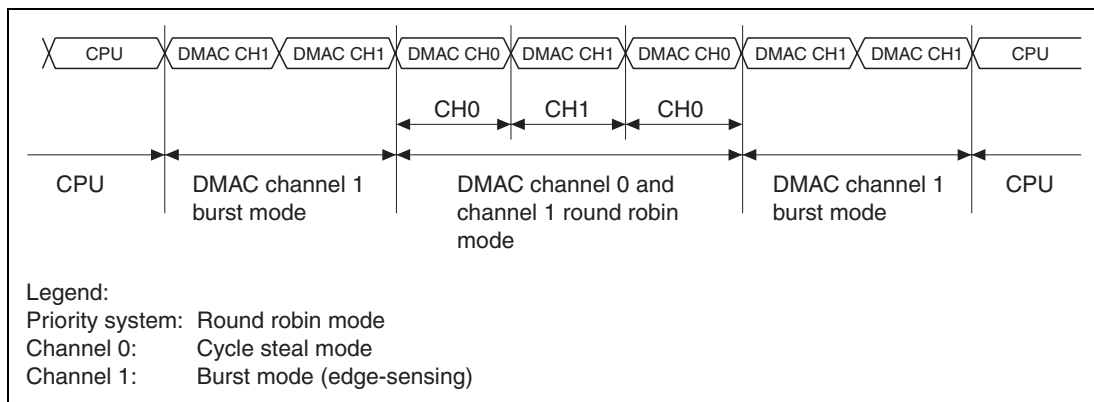 CPU DMAC CH1 DMAC CH1 DMAC CH0 DMAC CH1 DMAC CH0 DMAC CH1 DMAC CH1 CPU
CH0 CH1 CH0
CPU
DMAC channel 1
burst mode
DMAC channel 0 and
channel 1 round robin
mode
DMAC channel 1
burst mode
CPU
Legend:
Priority system: Round robin mode
Channel 0: Cycle steal mode
Channel 1: Burst mode (edge-sensing)